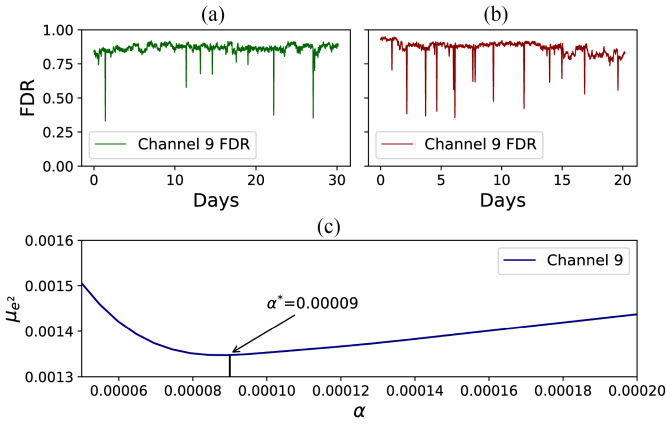 (a)
(b)
1.00
0.75
0.50
0.25
0.00
FDR
Channel 9 FDR
Channel 9 FDR
0 10 20 30
0 5 10 15 20
Days
Days
(c)
0.0016
0.0015
0.0014
0.0013
μe²
Channel 9
α*=0.00009
0.00006 0.00008 0.00010 0.00012 0.00014 0.00016 0.00018 0.00020
α